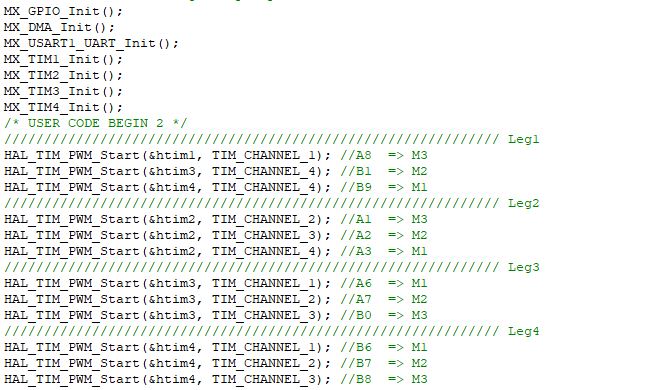 MX_GPIO_Init();
MX_DMA_Init();
MX_USART1_UART_Init();
MX_TIM1_Init();
MX_TIM2_Init();
MX_TIM3_Init();
MX_TIM4_Init();
/* USER CODE BEGIN 2 */
////////////////////////////////////////////////////////////// Leg1
HAL_TIM_PWM_Start(&htim1, TIM_CHANNEL_1); //A8  => M3
HAL_TIM_PWM_Start(&htim3, TIM_CHANNEL_4); //B1  => M2
HAL_TIM_PWM_Start(&htim4, TIM_CHANNEL_4); //B9  => M1
////////////////////////////////////////////////////////////// Leg2
HAL_TIM_PWM_Start(&htim2, TIM_CHANNEL_2); //A1  => M3
HAL_TIM_PWM_Start(&htim2, TIM_CHANNEL_3); //A2  => M2
HAL_TIM_PWM_Start(&htim2, TIM_CHANNEL_4); //A3  => M1
////////////////////////////////////////////////////////////// Leg3
HAL_TIM_PWM_Start(&htim3, TIM_CHANNEL_1); //A6  => M1
HAL_TIM_PWM_Start(&htim3, TIM_CHANNEL_2); //A7  => M2
HAL_TIM_PWM_Start(&htim3, TIM_CHANNEL_3); //B0  => M3
////////////////////////////////////////////////////////////// Leg4
HAL_TIM_PWM_Start(&htim4, TIM_CHANNEL_1); //B6  => M1
HAL_TIM_PWM_Start(&htim4, TIM_CHANNEL_2); //B7  => M2
HAL_TIM_PWM_Start(&htim4, TIM_CHANNEL_3); //B8  => M3